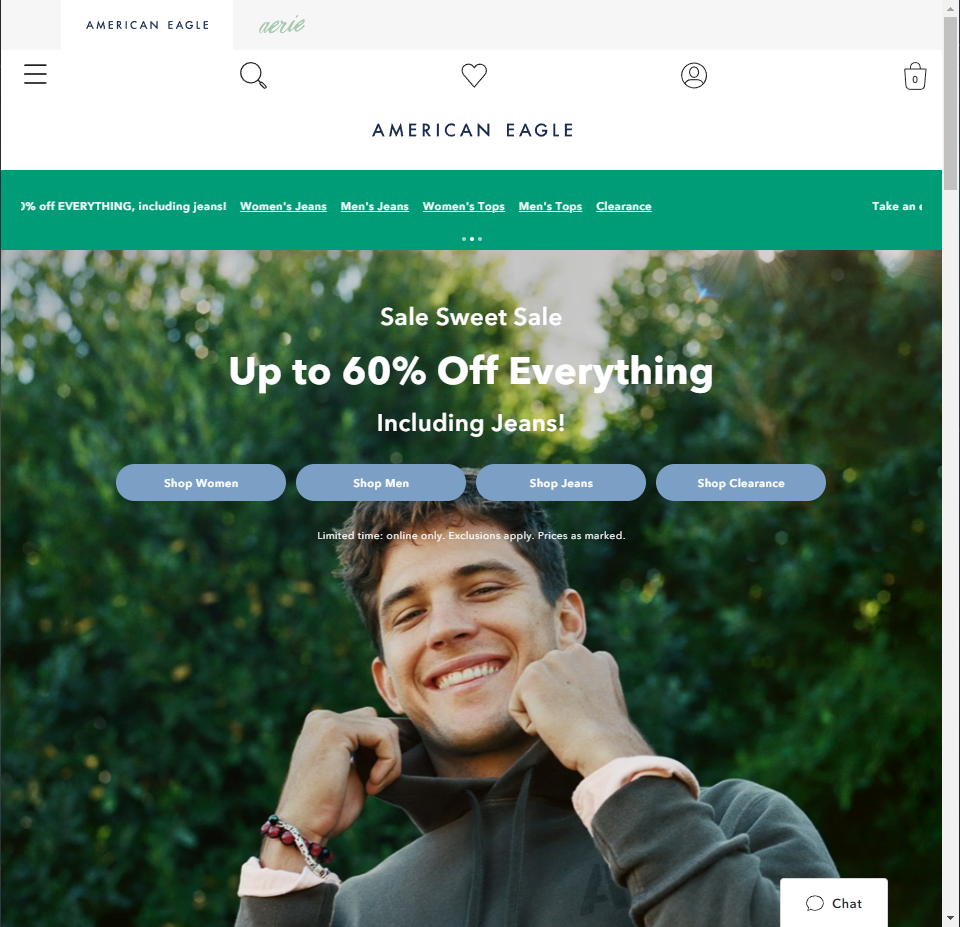 AMERICAN EAGLE
aerie
0
AMERICAN EAGLE
% off EVERYTHING, including jeans! Women's Jeans Men's Jeans Women's Tops Men's Tops Clearance Take an
Sale Sweet Sale
Up to 60% Off Everything
Including Jeans!
Shop Women Shop Men Shop Jeans Shop Clearance
Limited time: online only. Exclusions apply. Prices as marked.
Chat